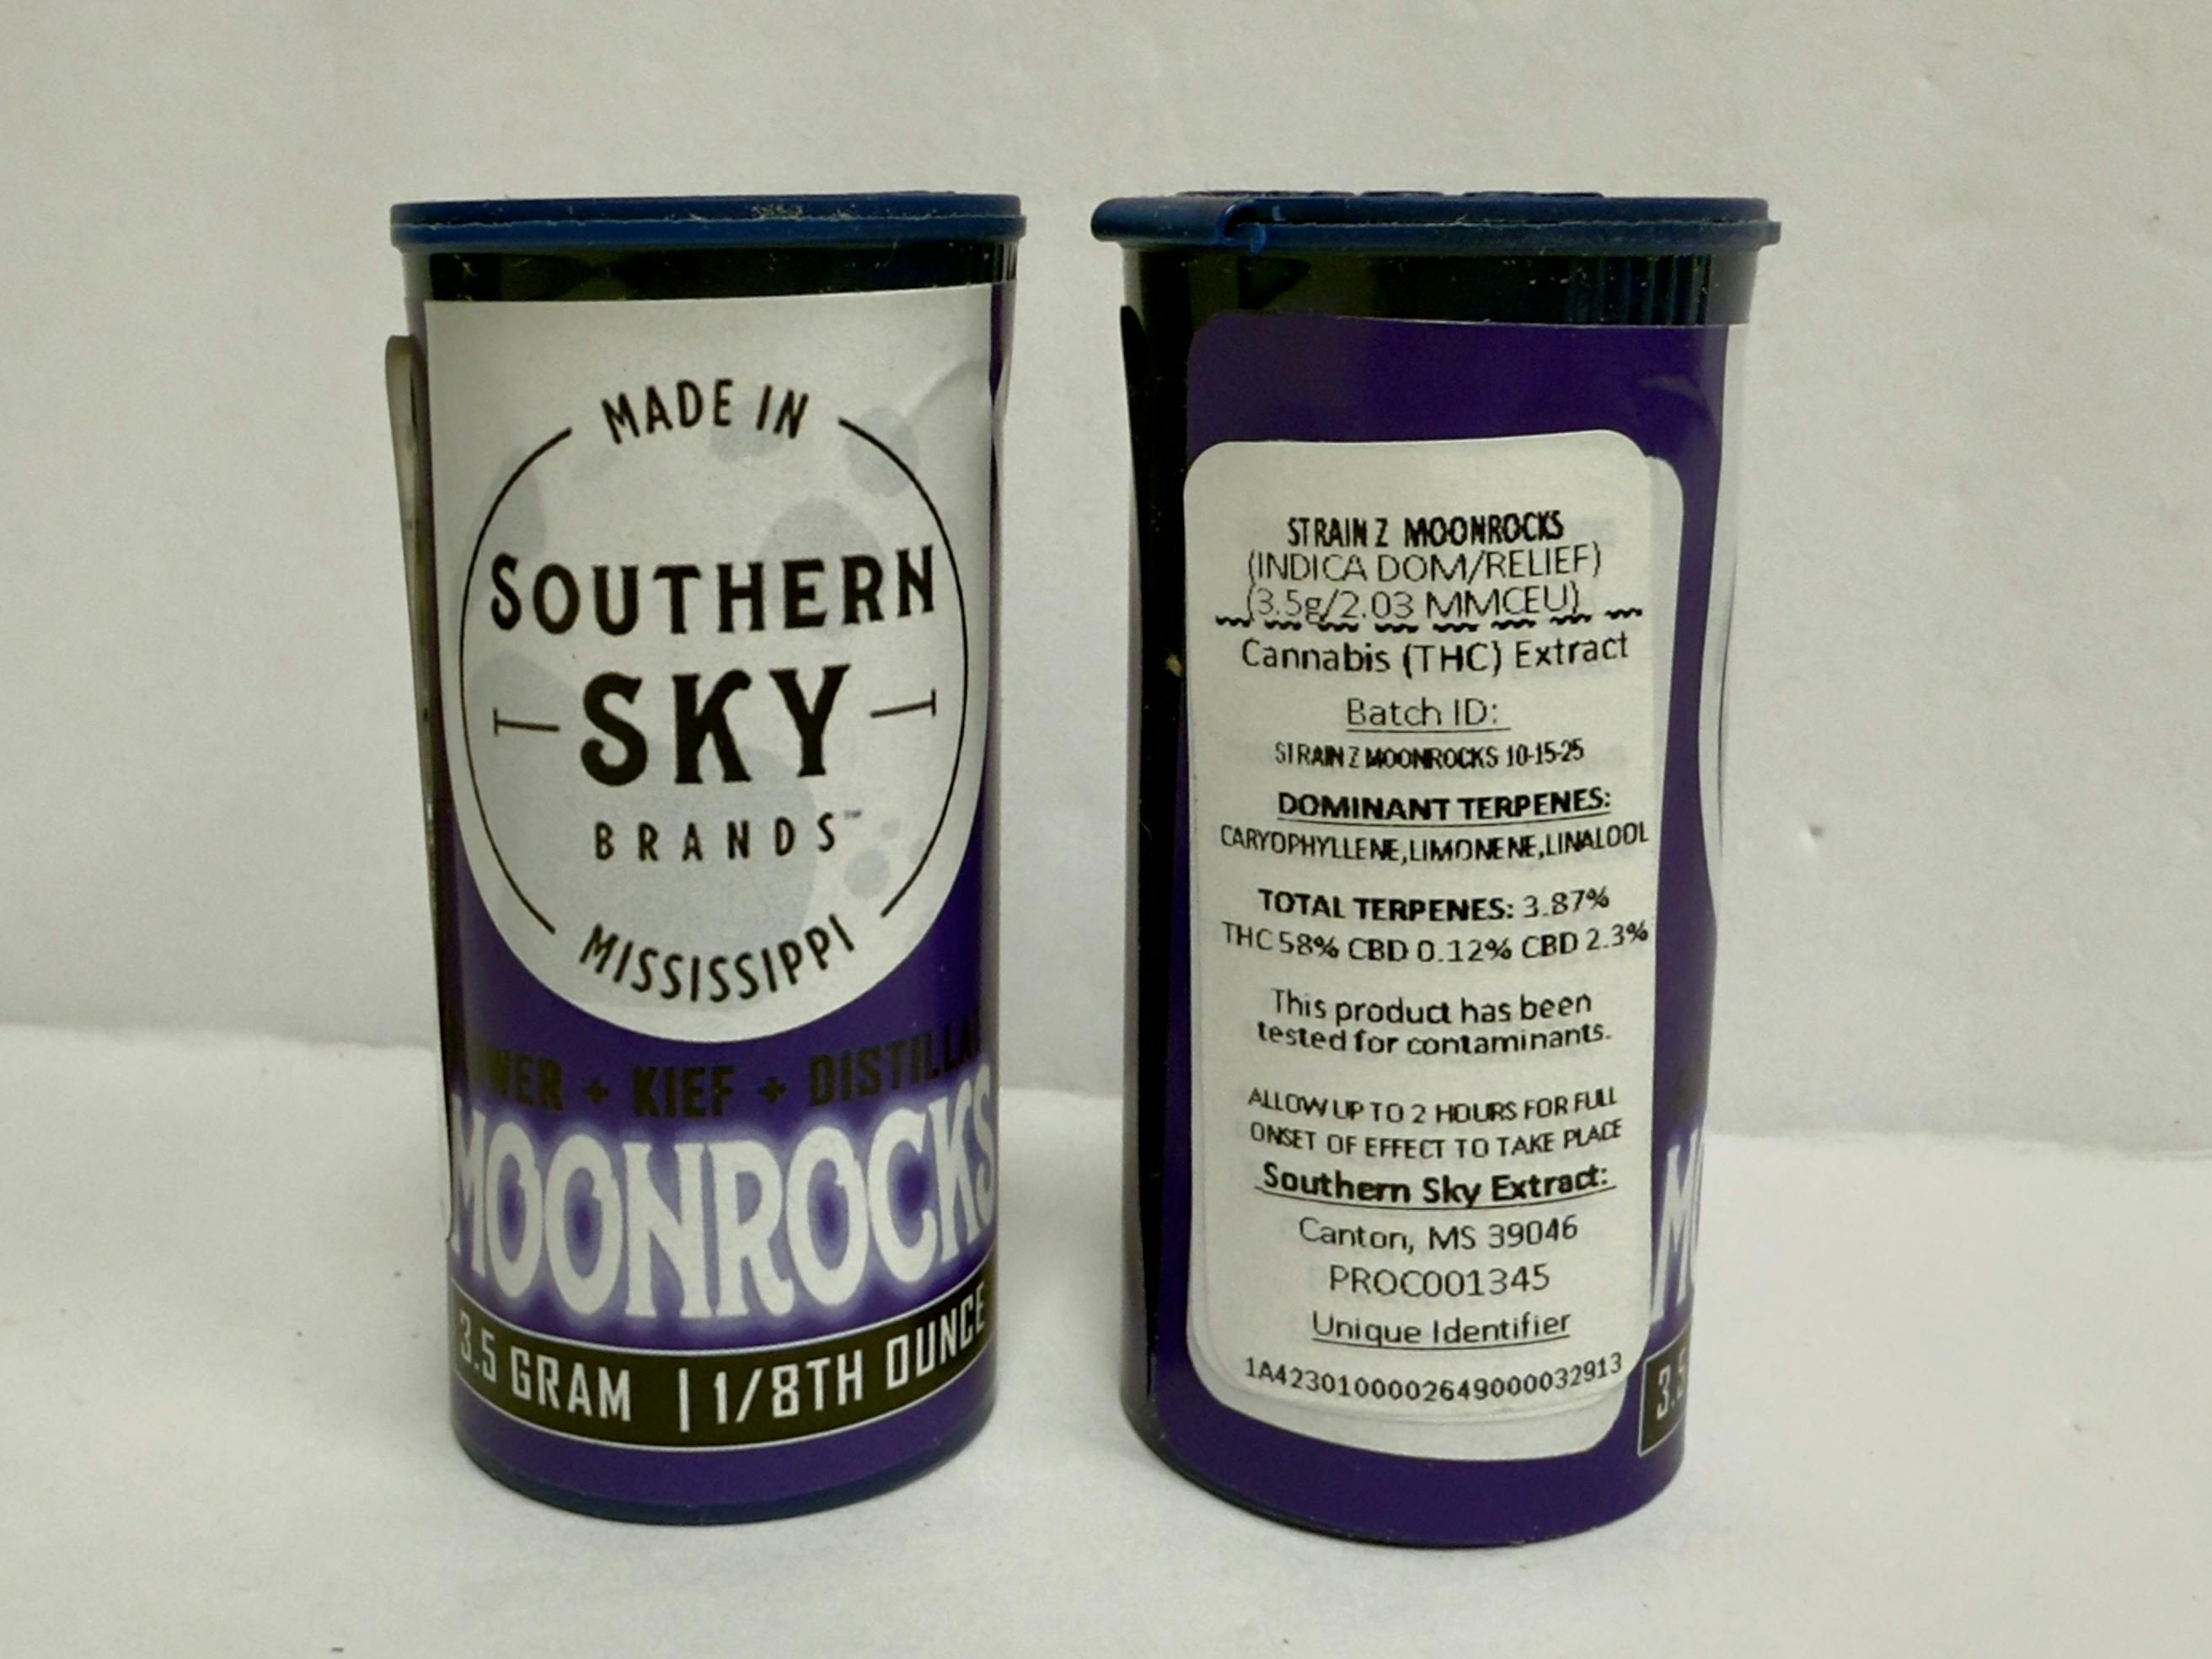 MADE IN
SOUTHERN
SKY
BRANDS™
MISSISSIPPI
+ KIEF +
MOONROCKS
3.5 GRAM | 1/8TH OUNCE
STRAIN Z MOONROCKS
(INDICA DOM/RELIEF)
(3.5g/2.03 MMCEU)
Cannabis (THC) Extract
Batch ID:
STRAIN Z MOONROCKS 10-15-25
DOMINANT TERPENES:
CARYOPHYLLENE,LIMONENE,LINALOOL
TOTAL TERPENES: 3.87%
THC 58% CBD 0.12% CBD 2.3%
This product has been
tested for contaminants.
ALLOW UP TO 2 HOURS FOR FULL
ONSET OF EFFECT TO TAKE PLACE
Southern Sky Extract:
Canton, MS 39046
PROC001345
Unique Identifier
1A4230100002649000032913